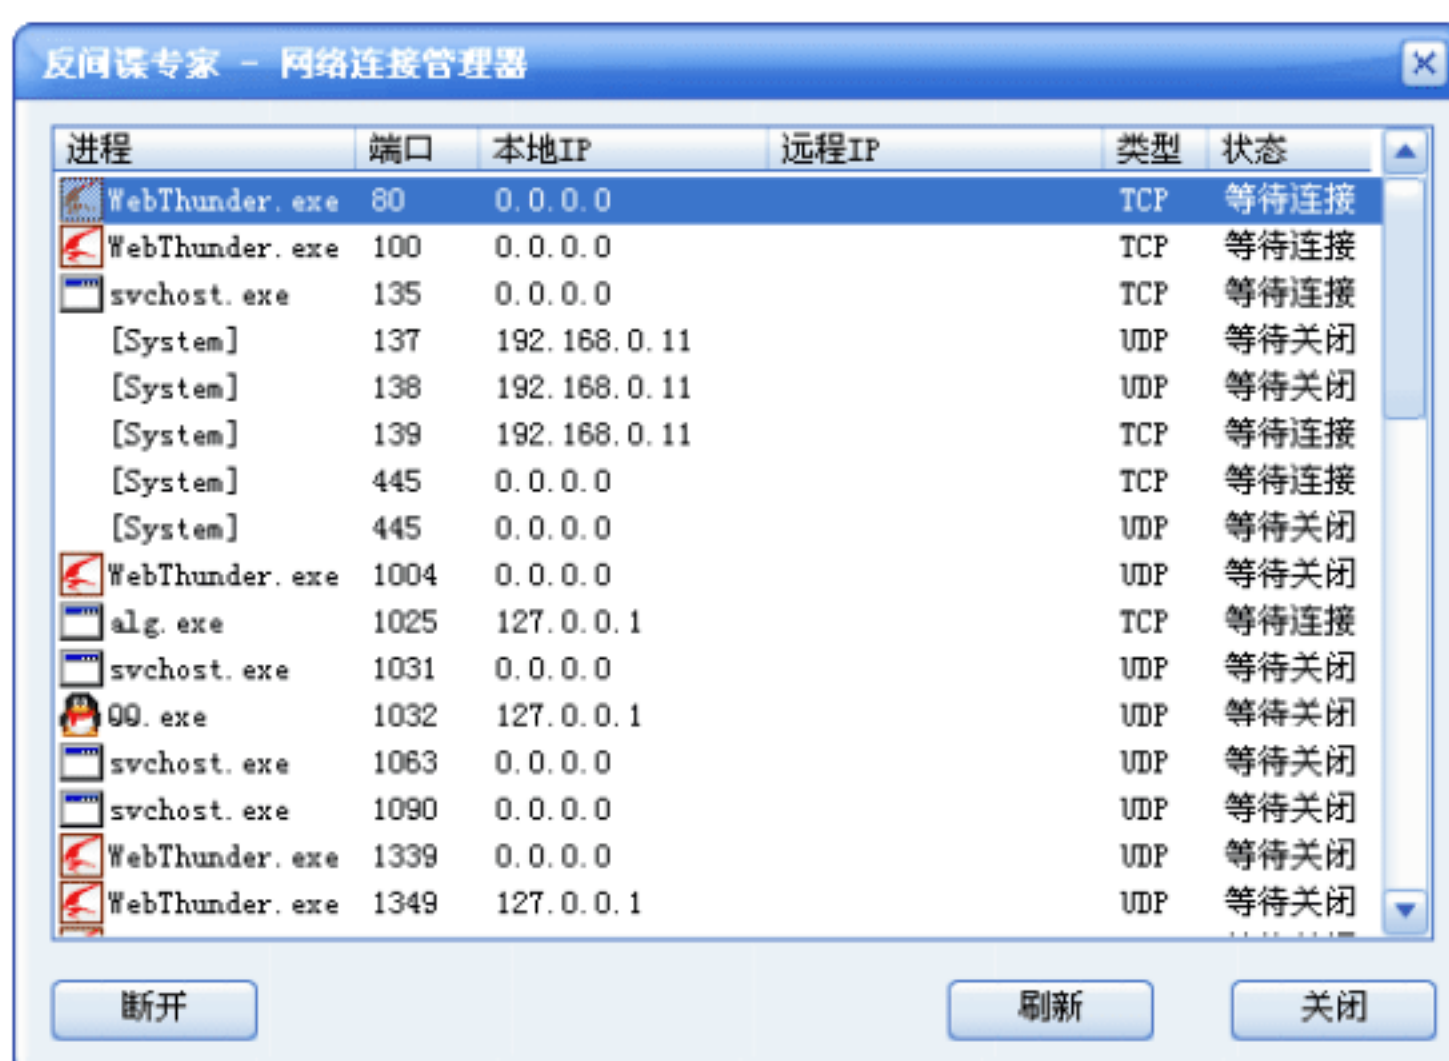 反间谍专家 - 网络连接管理器
进程 端口 本地IP 远程IP 类型 状态
WebThunder.exe 80 0.0.0.0 TCP 等待连接
WebThunder.exe 100 0.0.0.0 TCP 等待连接
svchost.exe 135 0.0.0.0 TCP 等待连接
[System] 137 192.168.0.11 UDP 等待关闭
[System] 138 192.168.0.11 UDP 等待关闭
[System] 139 192.168.0.11 TCP 等待连接
[System] 445 0.0.0.0 TCP 等待连接
[System] 445 0.0.0.0 UDP 等待关闭
WebThunder.exe 1004 0.0.0.0 UDP 等待关闭
alg.exe 1025 127.0.0.1 TCP 等待连接
svchost.exe 1031 0.0.0.0 UDP 等待关闭
QQ.exe 1032 127.0.0.1 UDP 等待关闭
svchost.exe 1063 0.0.0.0 UDP 等待关闭
svchost.exe 1090 0.0.0.0 UDP 等待关闭
WebThunder.exe 1339 0.0.0.0 UDP 等待关闭
WebThunder.exe 1349 127.0.0.1 UDP 等待关闭
断开 刷新 关闭